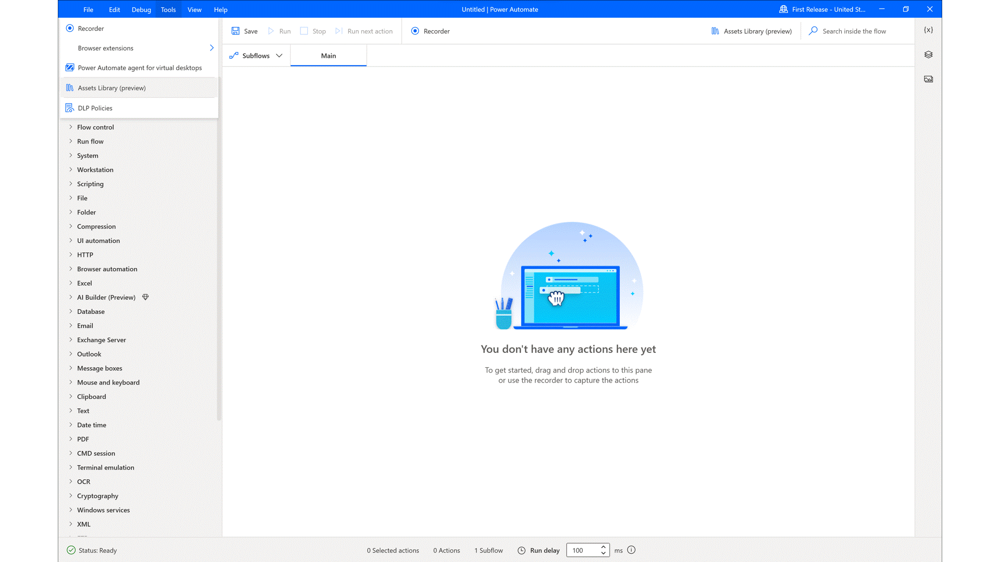 File Edit Debug Tools View Help
Untitled | Power Automate
First Release - United St...
Recorder
Browser extensions
Power Automate agent for virtual desktops
Assets Library (preview)
DLP Policies
Save Run Stop Run next action Recorder
Assets Library (preview)
Search inside the flow
{x}
Subflows
Main
Flow control
Run flow
System
Workstation
Scripting
File
Folder
Compression
UI automation
HTTP
Browser automation
Excel
AI Builder (Preview)
Database
Email
Exchange Server
Outlook
Message boxes
Mouse and keyboard
Clipboard
Text
Date time
PDF
CMD session
Terminal emulation
OCR
Cryptography
Windows services
XML
You don't have any actions here yet
To get started, drag and drop actions to this pane
or use the recorder to capture the actions
Status: Ready
0 Selected actions 0 Actions 1 Subflow Run delay 100 ms